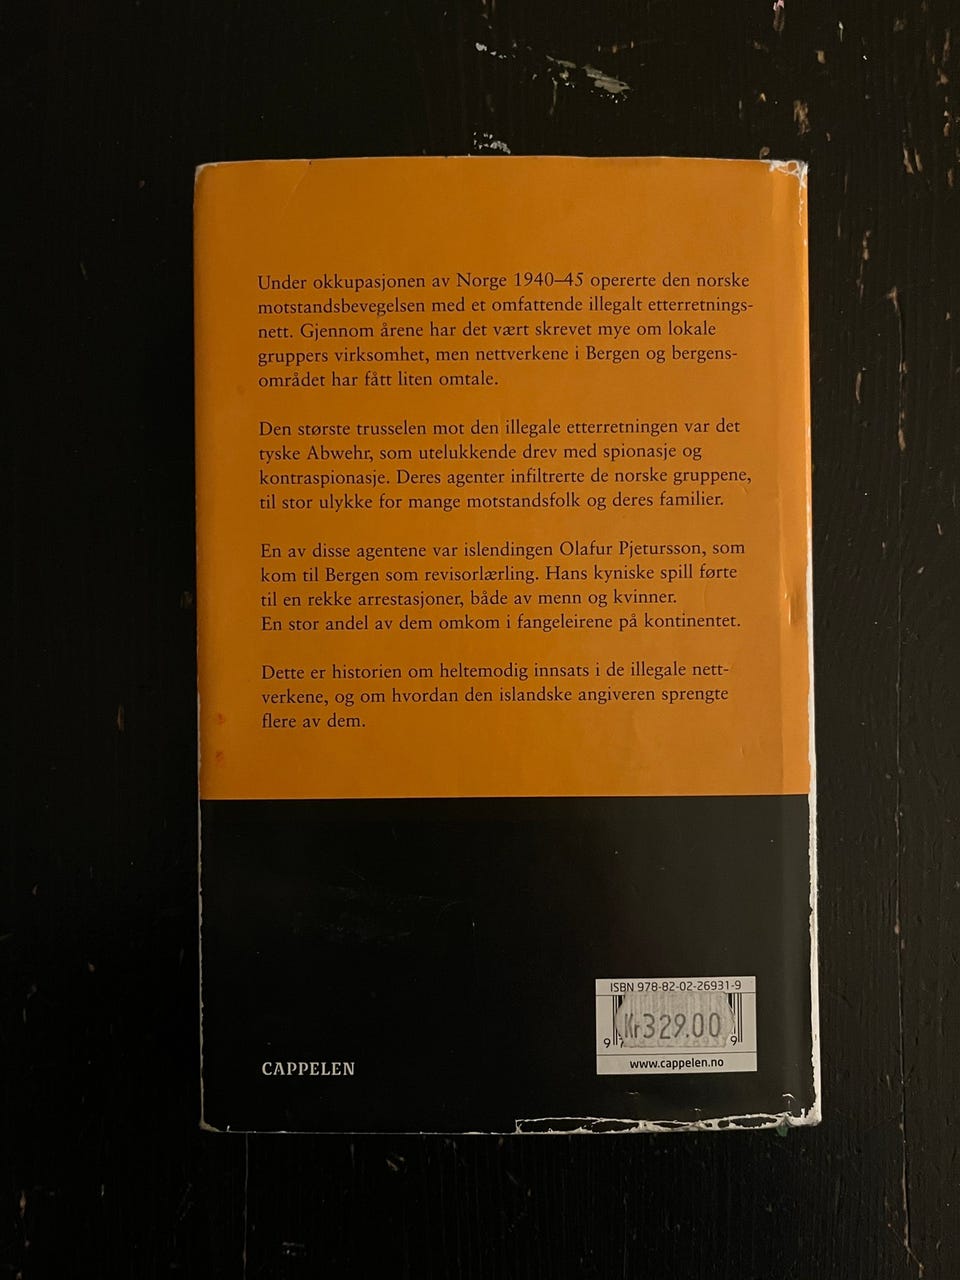 Under okkupasjonen av Norge 1940–45 opererte den norske
motstandsbevegelsen med et omfattende illegalt etterretnings-
nett. Gjennom årene har det vært skrevet mye om lokale
gruppers virksomhet, men nettverkene i Bergen og bergens-
området har fått liten omtale.
Den største trusselen mot den illegale etterretningen var det
tyske Abwehr, som utelukkende drev med spionasje og
kontraspionasje. Deres agenter infiltrerte de norske gruppene,
til stor ulykke for mange motstandsfolk og deres familier.
En av disse agentene var islendingen Olafur Pjetursson, som
kom til Bergen som revisorlærling. Hans kyniske spill førte
til en rekke arrestasjoner, både av menn og kvinner.
En stor andel av dem omkom i fangeleirene på kontinentet.
Dette er historien om heltemodig innsats i de illegale nett-
verkene, og om hvordan den islandske angiveren sprengte
flere av dem.
ISBN 978-82-02-26931-9
Kr329.00
www.cappelen.no
CAPPELEN